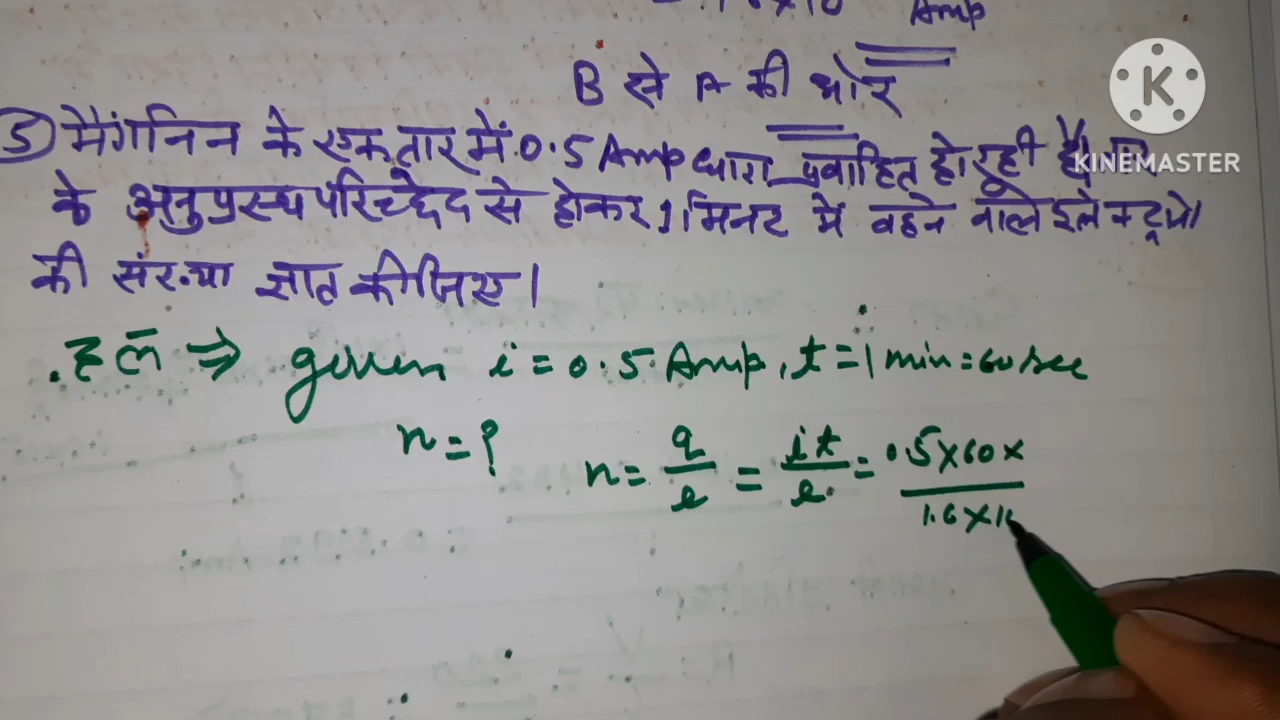 Amp
B से A की ओर
K
KINEMASTER
5 मैंगनिन के एक तार में 0.5 Amp धारा प्रवाहित हो रही है।
के अनुप्रस्थ परिच्छेद से होकर 1 मिनट में बहने वाले इलेक्ट्रानो
की संख्या ज्ञात कीजिए।
हल ⇒ given i = 0.5 Amp, t = 1 min = 60 sec
n = ? n = q/e = it/e = 0.5×60× / 1.6×10